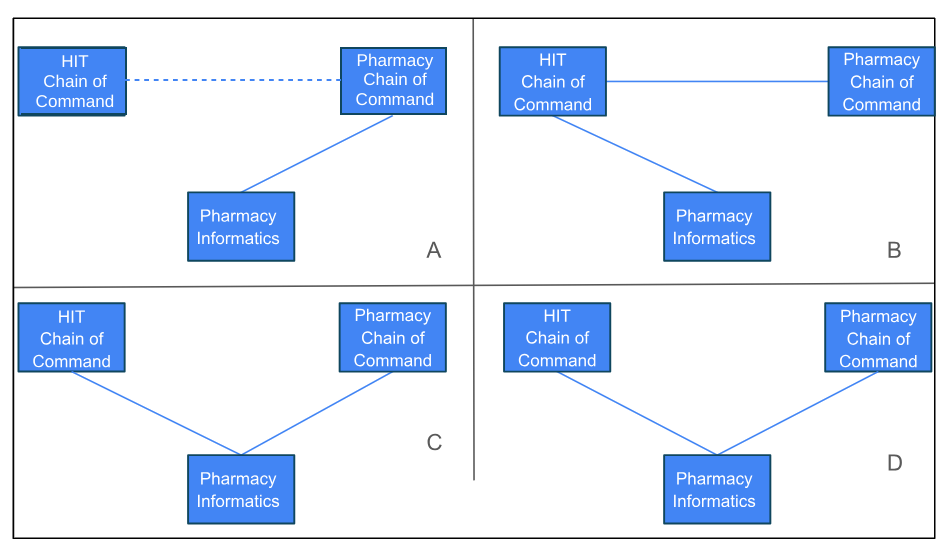 HIT
Chain of
Command
Pharmacy
Chain of
Command
Pharmacy
Informatics
A
HIT
Chain of
Command
Pharmacy
Chain of
Command
Pharmacy
Informatics
B
HIT
Chain of
Command
Pharmacy
Chain of
Command
Pharmacy
Informatics
C
HIT
Chain of
Command
Pharmacy
Chain of
Command
Pharmacy
Informatics
D